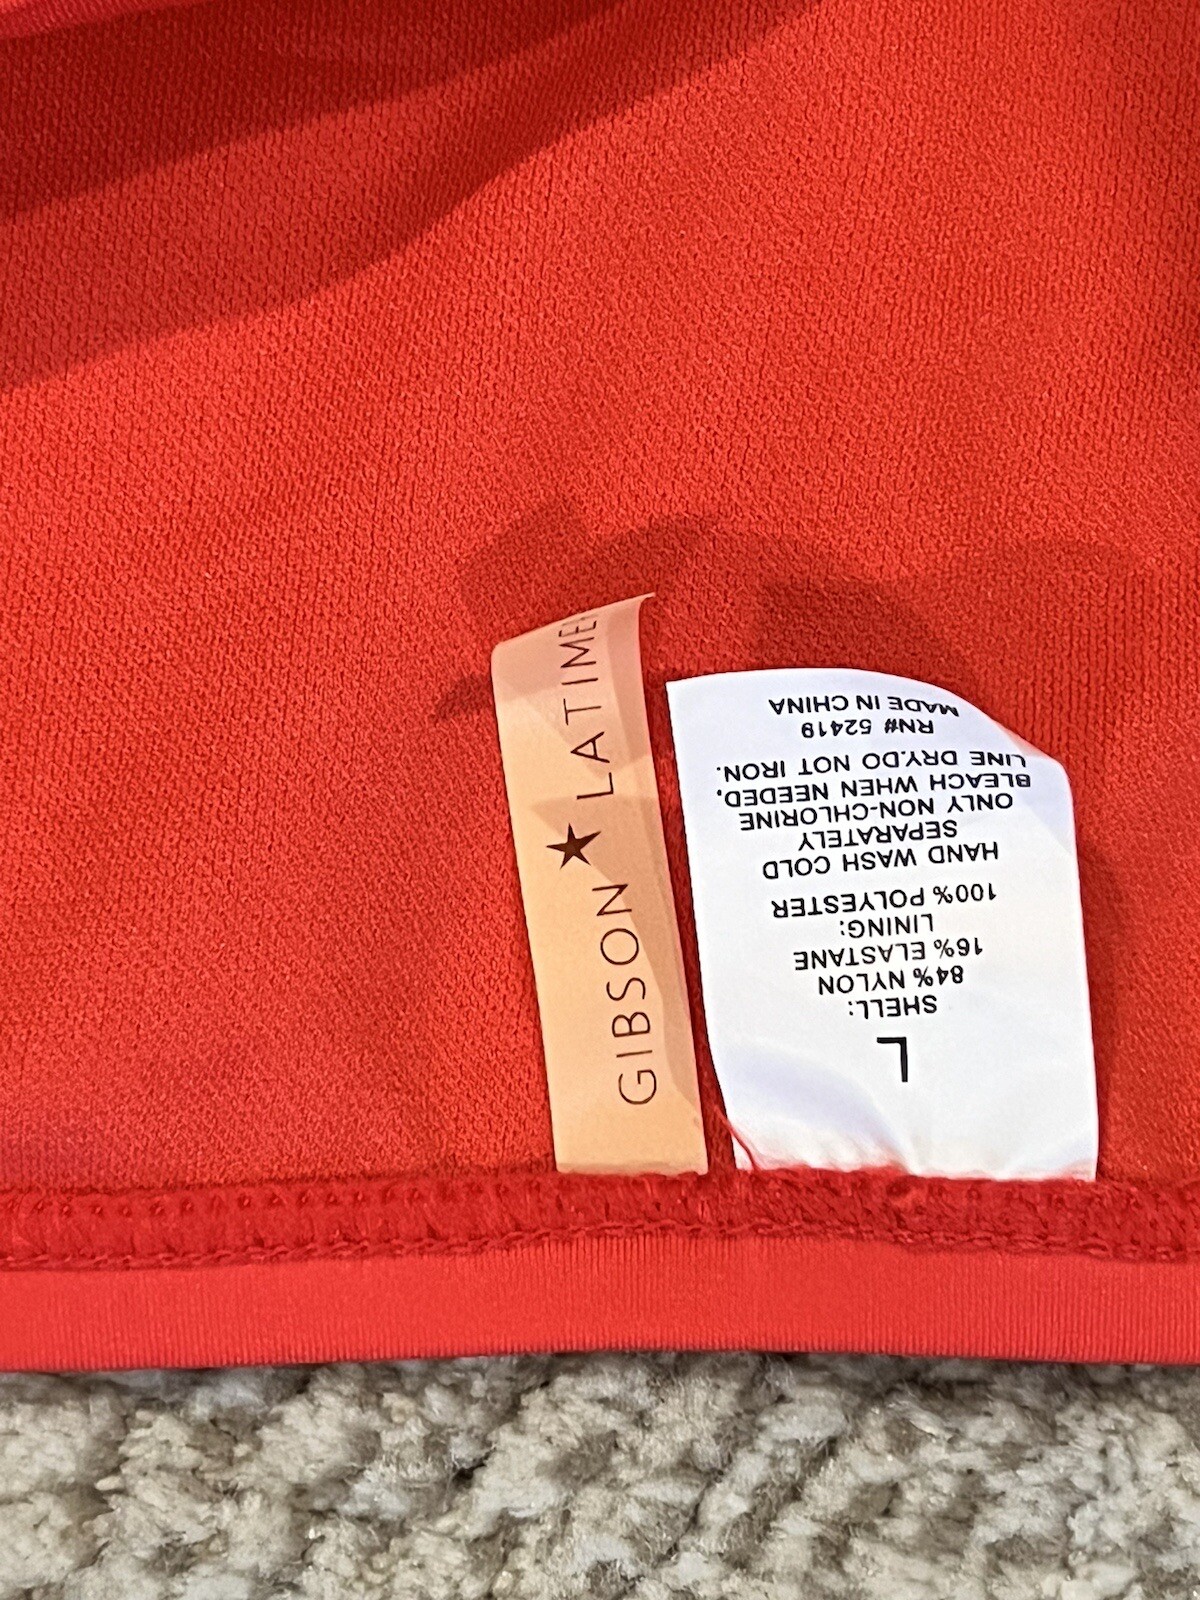 GIBSON ★ LATIMER
L
SHELL:
84% NYLON
16% ELASTANE
LINING:
100% POLYESTER
HAND WASH COLD
SEPARATELY
ONLY NON-CHLORINE
BLEACH WHEN NEEDED,
LINE DRY.DO NOT IRON.
RN# 52419
MADE IN CHINA